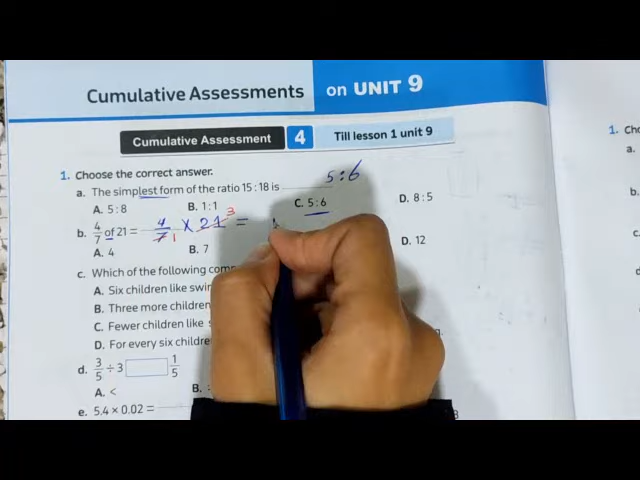 Cumulative Assessments on UNIT 9
Cumulative Assessment 4 Till lesson 1 unit 9
1. Choose the correct answer.
a. The simplest form of the ratio 15 : 18 is 5:6
A. 5 : 8 B. 1 : 1 C. 5 : 6 D. 8 : 5
b. 4/7 of 21 = 4/7 1 × 21 3 =
A. 4 B. 7 D. 12
c. Which of the following
A. Six children like
B. Three more children
C. Fewer children like
D. For every six
d. 3/5 ÷ 3 1/5
A. < B.
e. 5.4 × 0.02 =
1.
a.
b.
c.